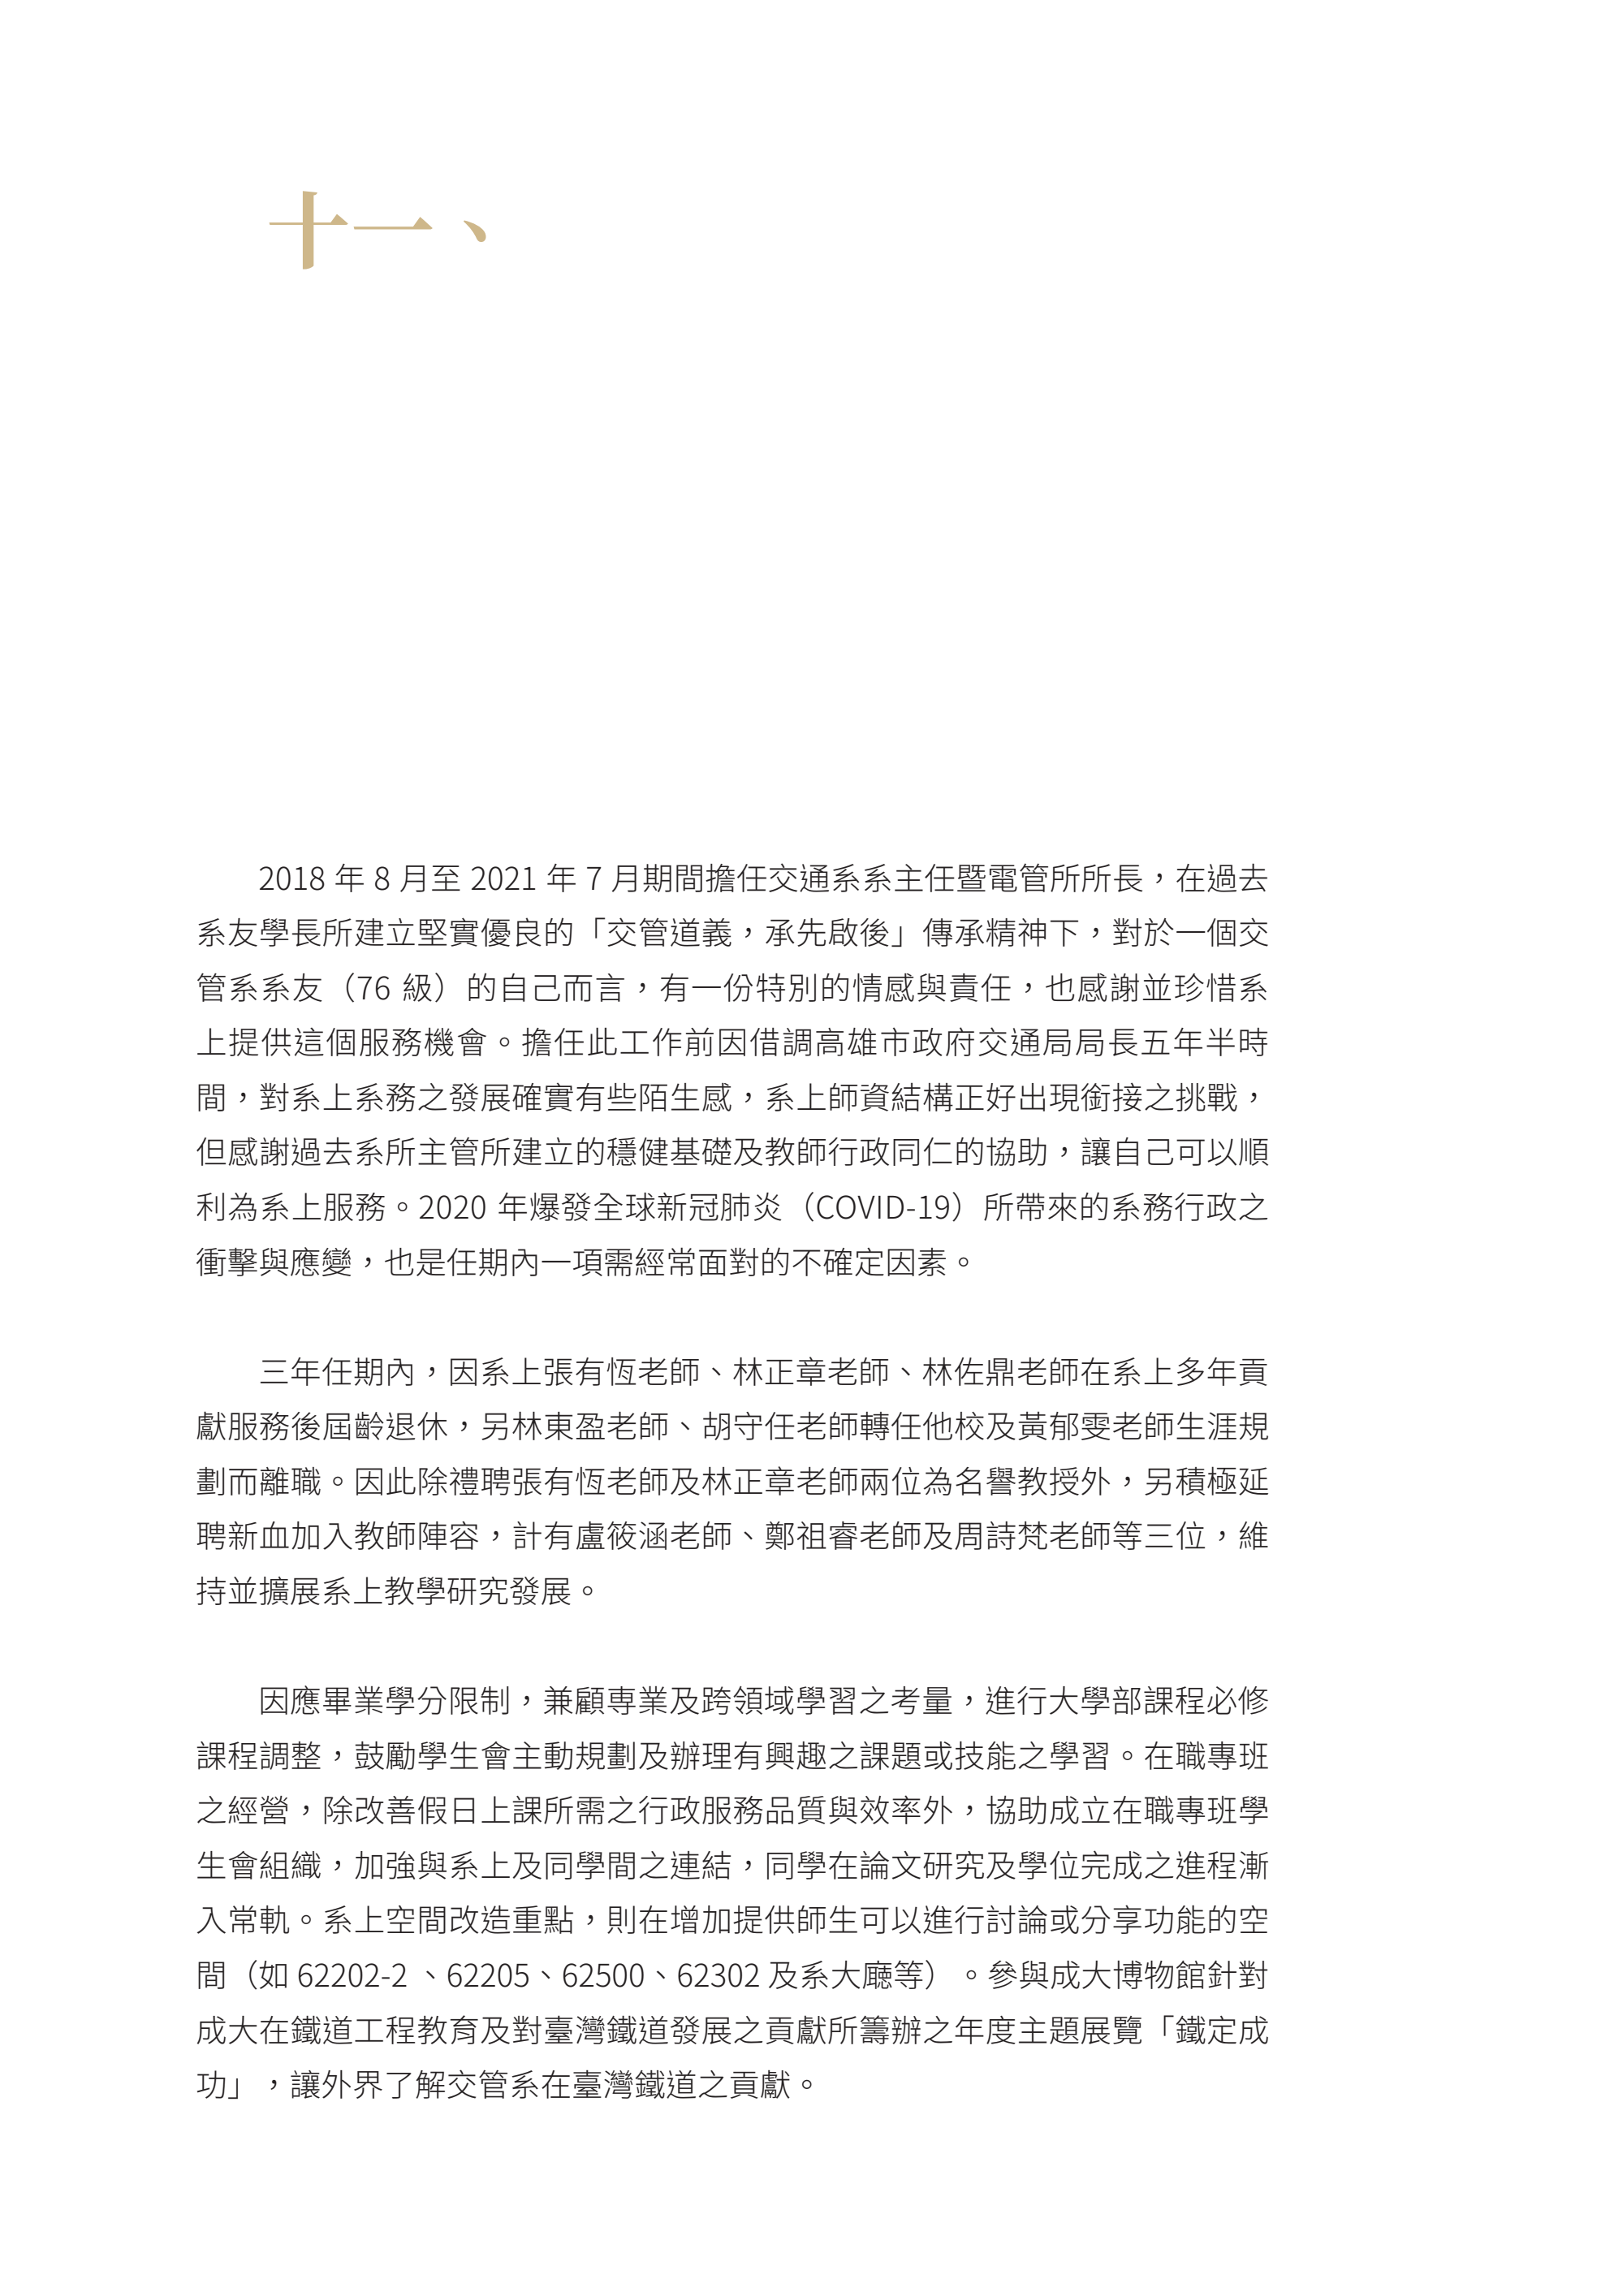 十一、
2018 年 8 月至 2021 年 7 月期間擔任交通系系主任暨電管所所長，在過去
系友學長所建立堅實優良的「交管道義，承先啟後」傳承精神下，對於一個交
管系系友（76 級）的自己而言，有一份特別的情感與責任，也感謝並珍惜系
上提供這個服務機會。擔任此工作前因借調高雄市政府交通局局長五年半時
間，對系上系務之發展確實有些陌生感，系上師資結構正好出現銜接之挑戰，
但感謝過去系所主管所建立的穩健基礎及教師行政同仁的協助，讓自己可以順
利為系上服務。2020 年爆發全球新冠肺炎（COVID-19）所帶來的系務行政之
衝擊與應變，也是任期內一項需經常面對的不確定因素。
三年任期內，因系上張有恆老師、林正章老師、林佐鼎老師在系上多年貢
獻服務後屆齡退休，另林東盈老師、胡守任老師轉任他校及黃郁雯老師生涯規
劃而離職。因此除禮聘張有恆老師及林正章老師兩位為名譽教授外，另積極延
聘新血加入教師陣容，計有盧筱涵老師、鄭祖睿老師及周詩梵老師等三位，維
持並擴展系上教學研究發展。
因應畢業學分限制，兼顧專業及跨領域學習之考量，進行大學部課程必修
課程調整，鼓勵學生會主動規劃及辦理有興趣之課題或技能之學習。在職專班
之經營，除改善假日上課所需之行政服務品質與效率外，協助成立在職專班學
生會組織，加強與系上及同學間之連結，同學在論文研究及學位完成之進程漸
入常軌。系上空間改造重點，則在增加提供師生可以進行討論或分享功能的空
間（如 62202-2 、62205、62500、62302 及系大廳等）。參與成大博物館針對
成大在鐵道工程教育及對臺灣鐵道發展之貢獻所籌辦之年度主題展覽「鐵定成
功」，讓外界了解交管系在臺灣鐵道之貢獻。